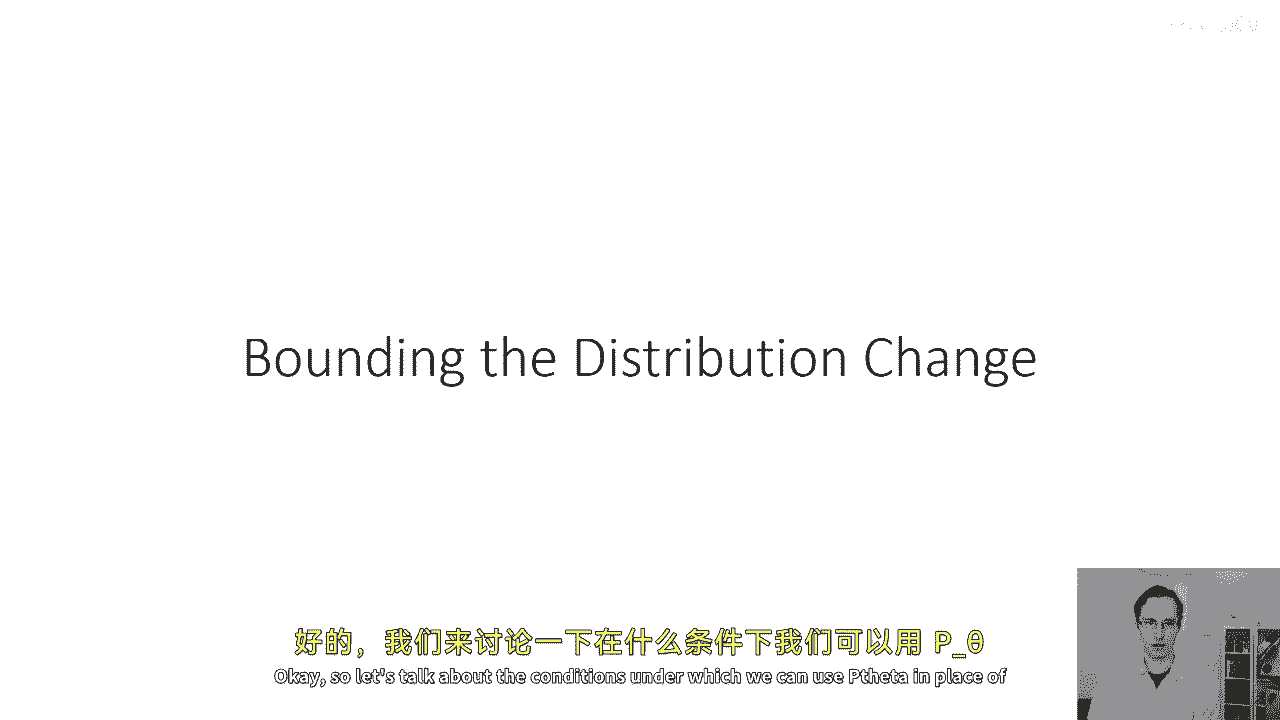 Bounding the Distribution Change
好的，我们来讨论一下在什么条件下我们可以用 P_θ
Okay, so let's talk about the conditions under which we can use Ptheta in place of